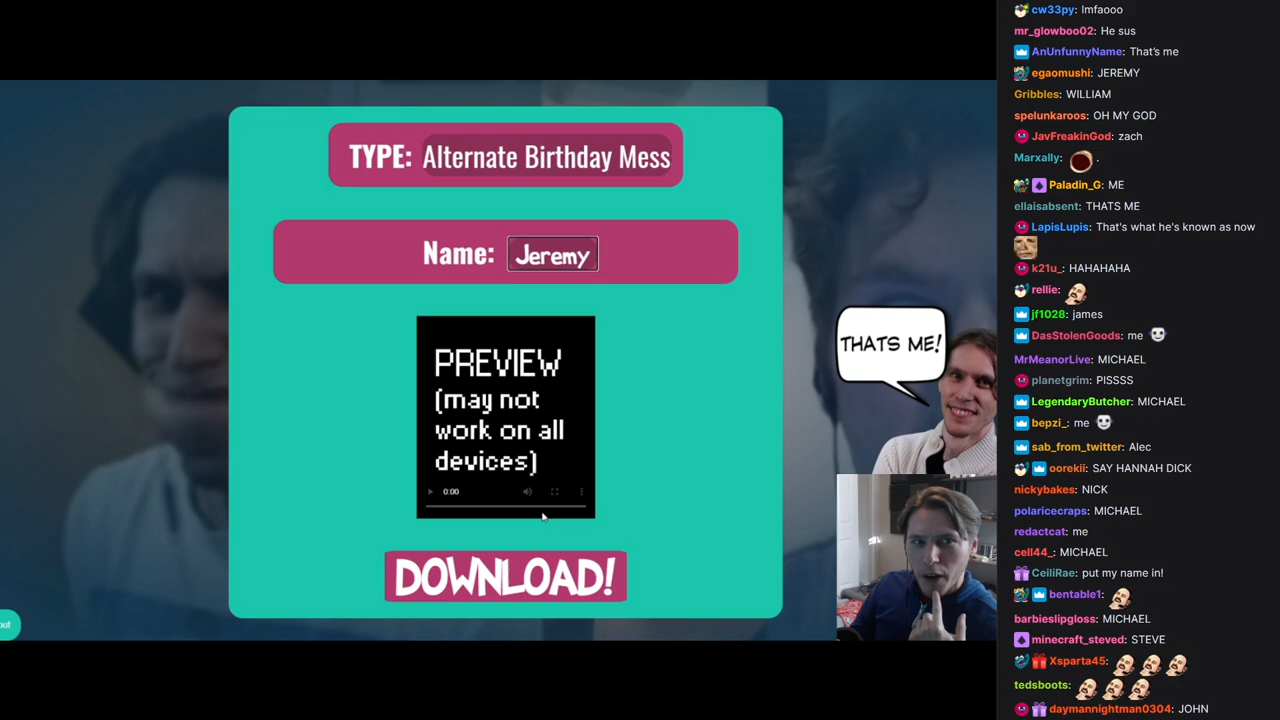 TYPE: Alternate Birthday Mess
Name: Jeremy
PREVIEW
(may not
work on all
devices)
0:00
DOWNLOAD!
THATS ME!
out
cw33py: lmfaooo
mr_glowboo02: He sus
AnUnfunnyName: That's me
egaomushi: JEREMY
Gribbles: WILLIAM
spelunkaroos: OH MY GOD
JavFreakinGod: zach
Marxally: .
Paladin_G: ME
ellaisabsent: THATS ME
LapisLupis: That's what he's known as now
k21u_: HAHAHAHA
rellie:
jf1028: james
DasStolenGoods: me
MrMeanorLive: MICHAEL
planetgrim: PISSSS
LegendaryButcher: MICHAEL
bepzi_: me
sab_from_twitter: Alec
oorekii: SAY HANNAH DICK
nickybakes: NICK
polaricecraps: MICHAEL
redactcat: me
cell44_: MICHAEL
CeiliRae: put my name in!
bentable1:
barbieslipgloss: MICHAEL
minecraft_steved: STEVE
Xsparta45:
tedsboots:
daymannightman0304: JOHN